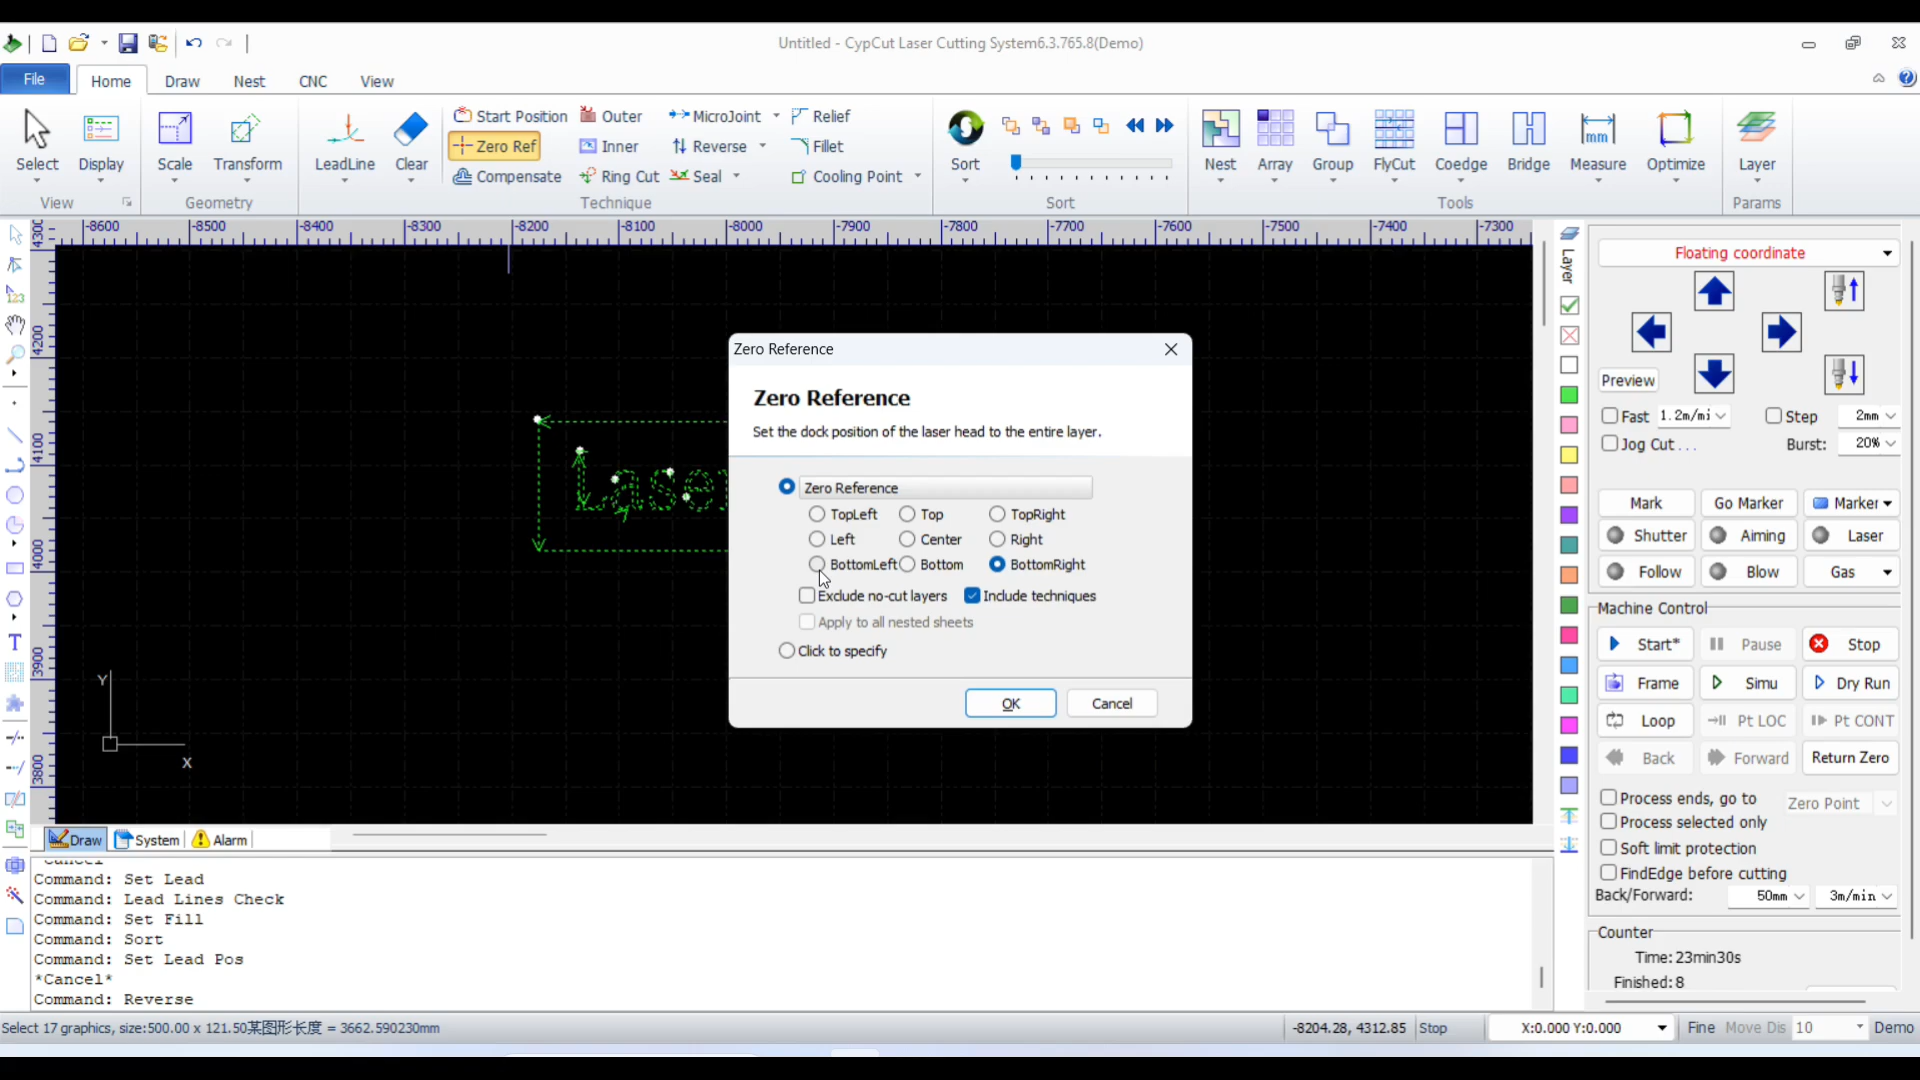 Untitled - CypCut Laser Cutting System6.3.765.8(Demo)
File Home Draw Nest CNC View
Select Display Scale Transform LeadLine Clear
Start Position Outer MicroJoint Relief
Zero Ref Inner Reverse Fillet
Compensate Ring Cut Seal Cooling Point
Sort Nest Array Group FlyCut Coedge Bridge Measure Optimize Layer
View Geometry Technique Sort Tools Params
-8600 -8500 -8400 -8300 -8200 -8100 -8000 -7900 -7800 -7700 -7600 -7500 -7400 -7300
4300
4200
4100
4000
3900
3800
Laser
Y
X
Zero Reference
Zero Reference
Set the dock position of the laser head to the entire layer.
Zero Reference
TopLeft Top TopRight
Left Center Right
BottomLeft Bottom BottomRight
Exclude no-cut layers Include techniques
Apply to all nested sheets
Click to specify
OK Cancel
Layer
Floating coordinate
Preview
Fast 1.2m/mi Step 2mm
Jog Cut... Burst: 20%
Mark Go Marker Marker
Shutter Aiming Laser
Follow Blow Gas
Machine Control
Start* Pause Stop
Frame Simu Dry Run
Loop Pt LOC Pt CONT
Back Forward Return Zero
Process ends, go to Zero Point
Process selected only
Soft limit protection
FindEdge before cutting
Back/Forward: 50mm 3m/min
Counter
Time:23min30s
Finished:8
Draw System Alarm
Command: Set Lead
Command: Lead Lines Check
Command: Set Fill
Command: Sort
Command: Set Lead Pos
*Cancel*
Command: Reverse
Select 17 graphics, size:500.00 x 121.50某图形长度 = 3662.590230mm
-8204.28, 4312.85 Stop X:0.000 Y:0.000 Fine Move Dis 10 Demo